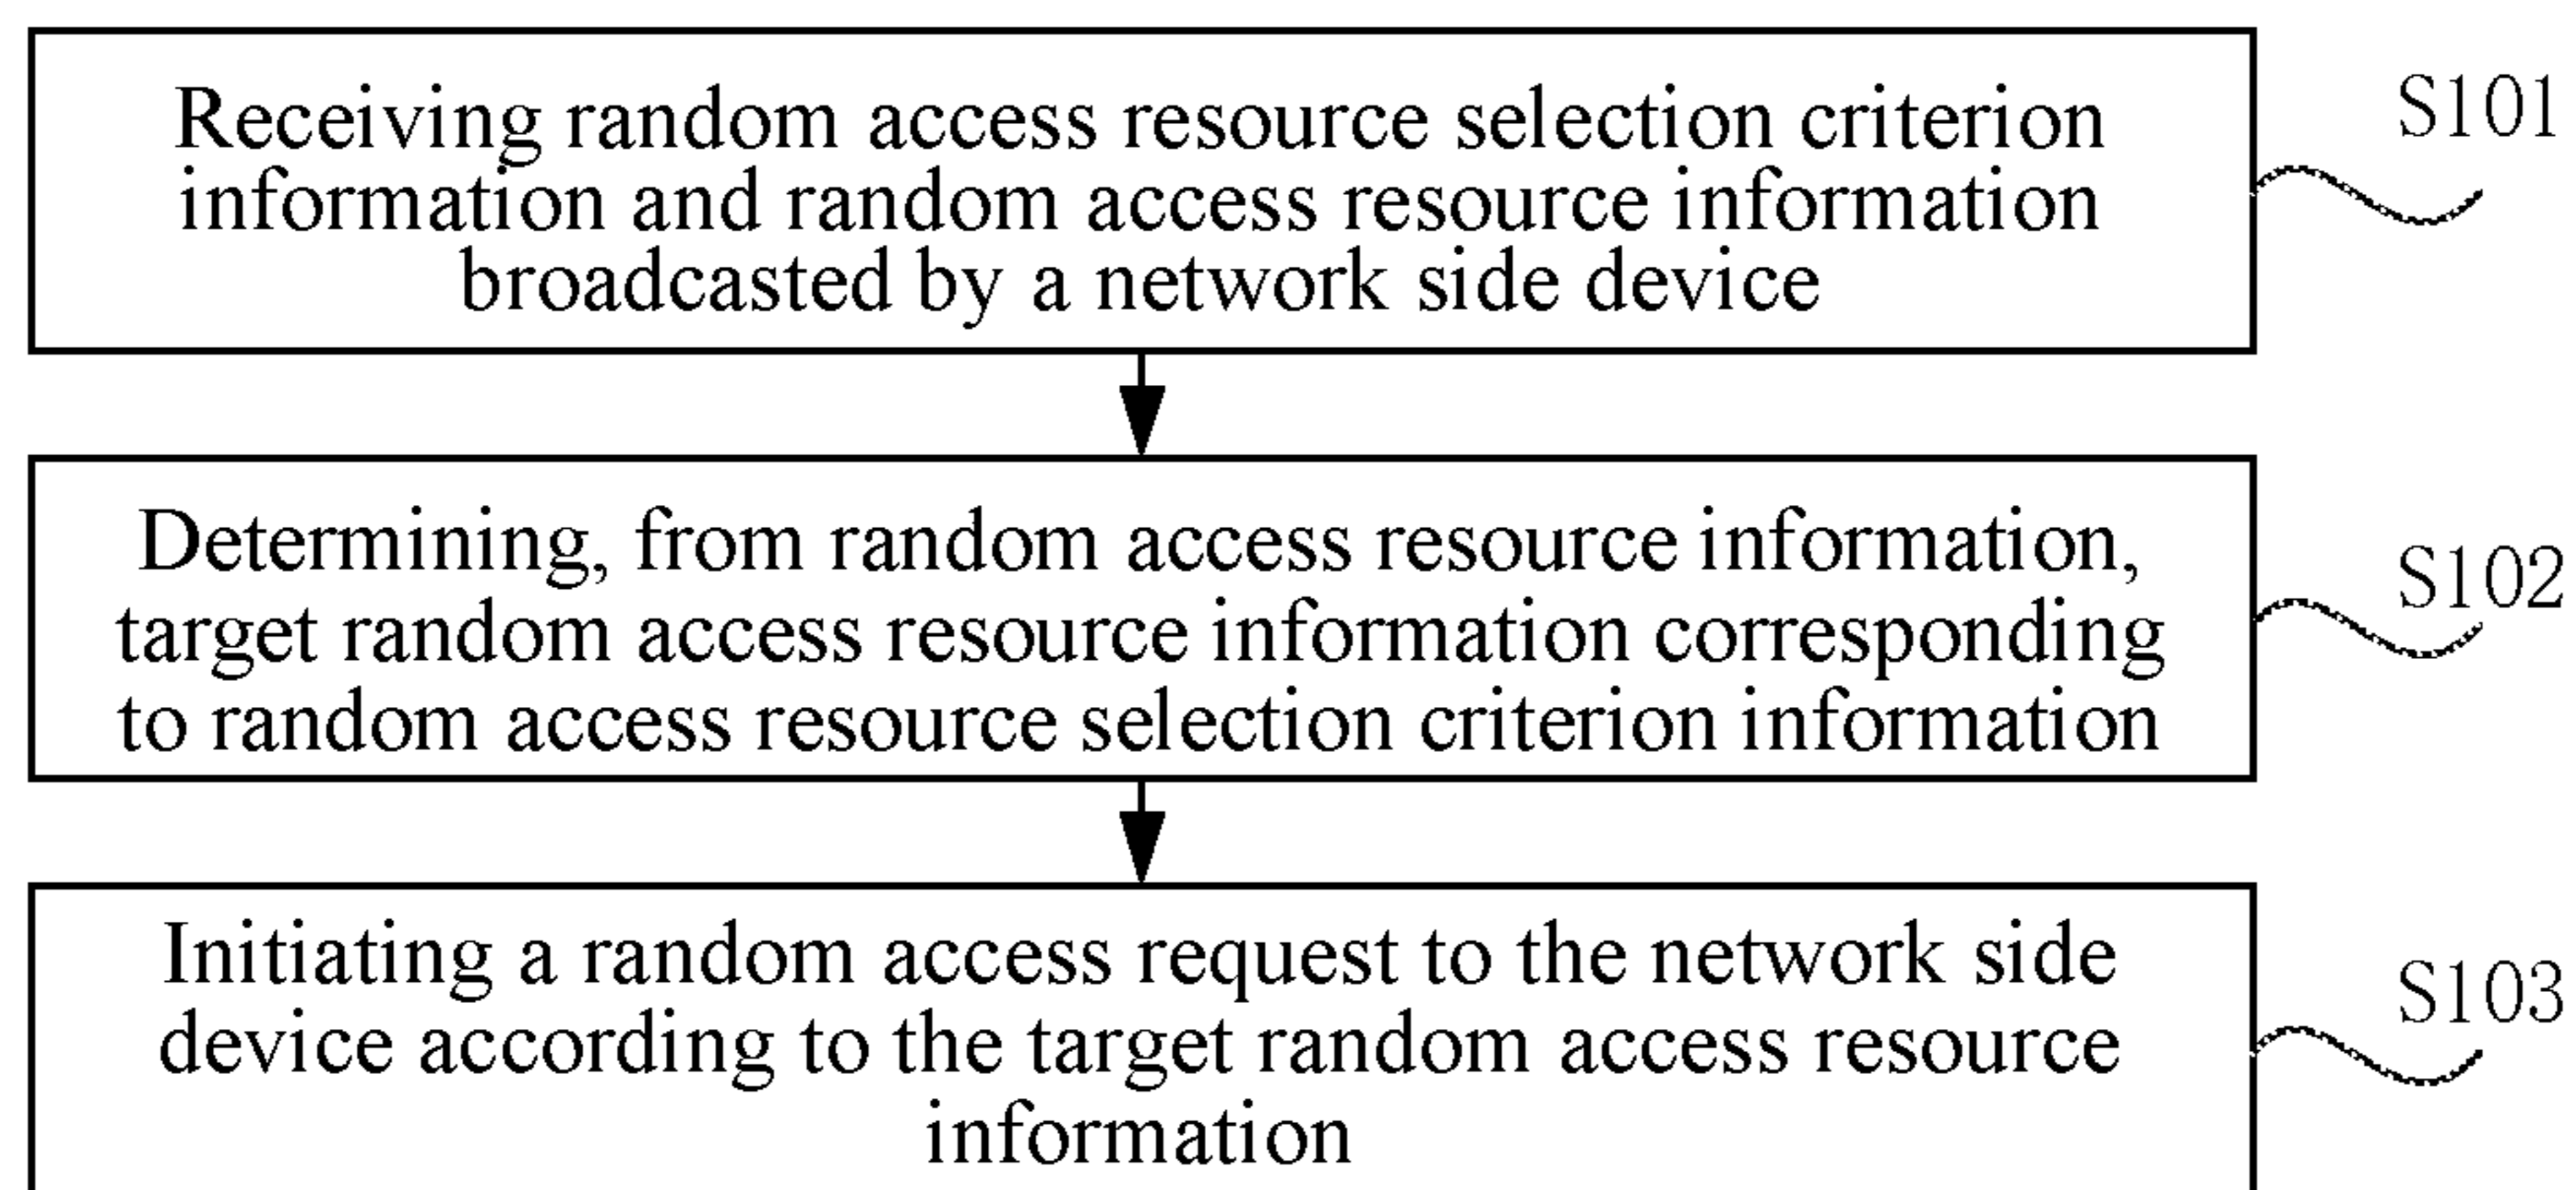 Receiving random access resource selection criterion
information and random access resource information
broadcasted by a network side device
S101
Determining, from random access resource information,
target random access resource information corresponding
to random access resource selection criterion information
S102
Initiating a random access request to the network side
device according to the target random access resource
information
S103